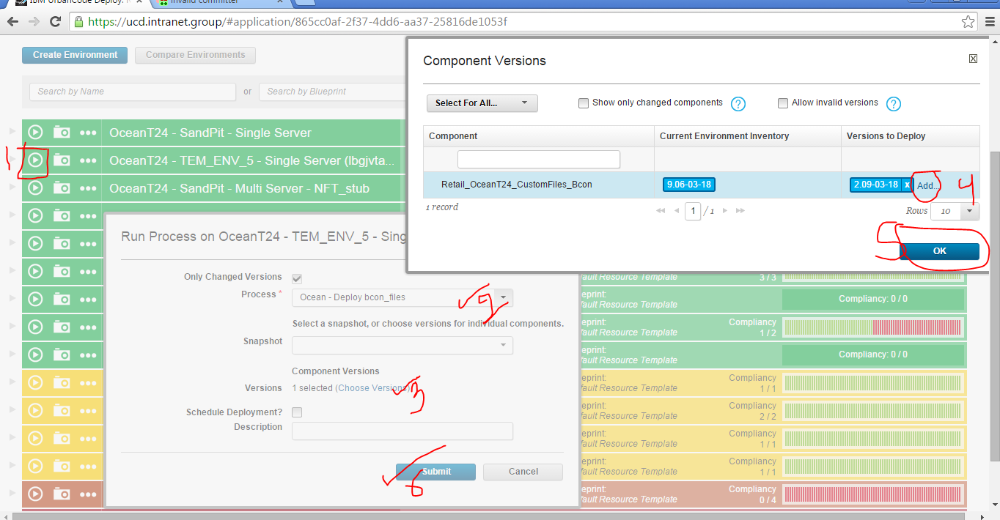 IBM UrbanCode Deploy:
invalid committer
https://ucd.intranet.group/#application/865cc0af-2f37-4dd6-aa37-25816de1053f
Create Environment
Compare Environments
Search by Name
or
Search by Blueprint
OceanT24 - SandPit - Single Server
1
OceanT24 - TEM_ENV_5 - Single Server (lbgjvta...
OceanT24 - SandPit - Multi Server - NFT_stub
Component Versions
Select For All...
Show only changed components
?
Allow invalid versions
?
Component
Current Environment Inventory
Versions to Deploy
Retail_OceanT24_CustomFiles_Bcon
9.06-03-18
2.09-03-18 x
Add...
4
1 record
1 / 1
Rows 10
5
OK
Run Process on OceanT24 - TEM_ENV_5 - Sing
Only Changed Versions
Process *
Ocean - Deploy bcon_files
2
Select a snapshot, or choose versions for individual components.
Snapshot
Component Versions
Versions
1 selected (Choose Versions)
3
Schedule Deployment?
Description
Submit
6
Cancel
ault Resource Template
3 / 3
eprint:
ault Resource Template
Compliancy: 0 / 0
eprint:
Compliancy
ault Resource Template
1 / 2
eprint:
ault Resource Template
Compliancy: 0 / 0
eprint:
Compliancy
ault Resource Template
1 / 1
eprint:
Compliancy
ault Resource Template
2 / 2
eprint:
Compliancy
ault Resource Template
1 / 1
eprint:
Compliancy
ault Resource Template
1 / 1
eprint:
Compliancy
ault Resource Template
0 / 4